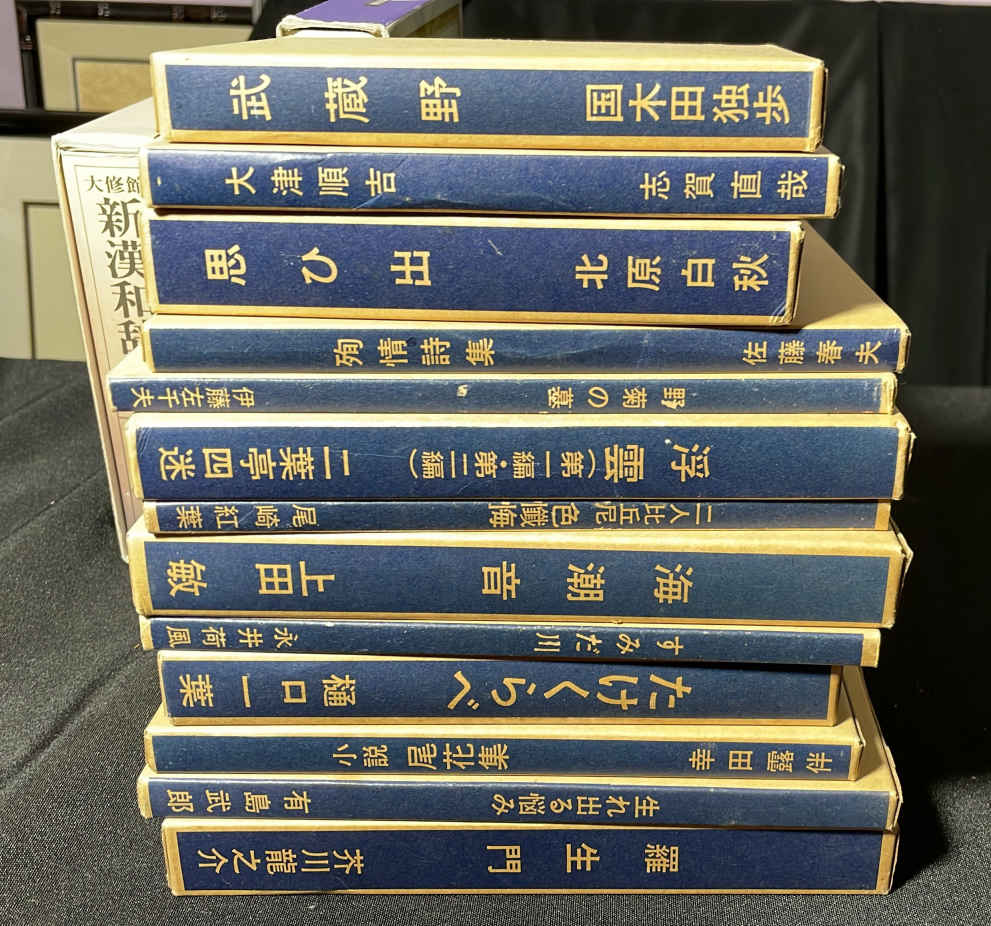 武蔵野 国木田独歩
大津順吉 志賀直哉
思ひ出 北原白秋
殉情詩集 佐藤春夫
野菊の墓 伊藤左千夫
浮雲(第一編・第二編) 二葉亭四迷
二人比丘尼色懺悔 尾崎紅葉
海潮音 上田敏
すみだ川 永井荷風
たけくらべ 樋口一葉
小説尾花集 幸田露伴
生れ出る悩み 有島武郎
羅生門 芥川龍之介
大修館
新漢和辞